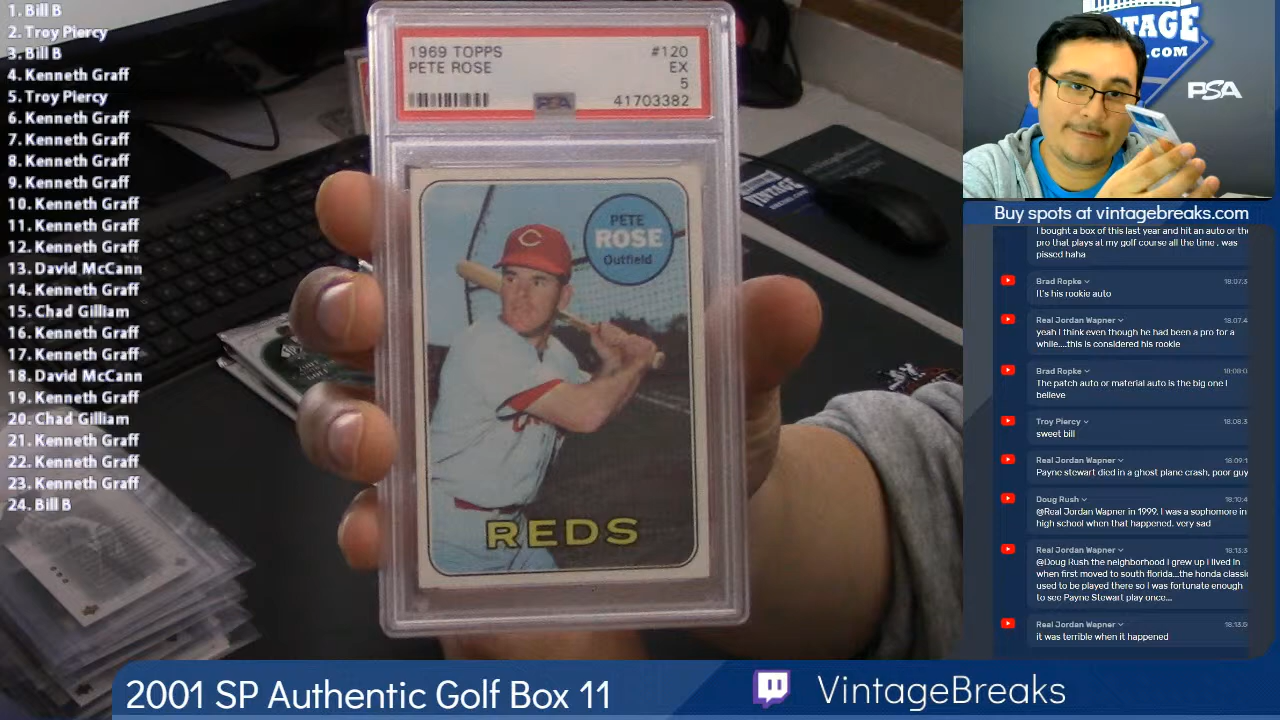 1. Bill B
2. Troy Piercy
3. Bill B
4. Kenneth Graff
5. Troy Piercy
6. Kenneth Graff
7. Kenneth Graff
8. Kenneth Graff
9. Kenneth Graff
10. Kenneth Graff
11. Kenneth Graff
12. Kenneth Graff
13. David McCann
14. Kenneth Graff
15. Chad Gilliam
16. Kenneth Graff
17. Kenneth Graff
18. David McCann
19. Kenneth Graff
20. Chad Gilliam
21. Kenneth Graff
22. Kenneth Graff
23. Kenneth Graff
24. Bill B
1969 TOPPS #120
PETE ROSE EX
5
PSA 41703382
PETE
ROSE
Outfield
REDS
VINTAGE
TAGE
.COM
PSA
Buy spots at vintagebreaks.com
I bought a box of this last year and hit an auto or the
pro that plays at my golf course all the time . was
pissed haha
Brad Ropke
It's his rookie auto
Real Jordan Wapner
yeah I think even though he had been a pro for a
while....this is considered his rookie
Brad Ropke
The patch auto or material auto is the big one I
believe
Troy Piercy
sweet bill
Real Jordan Wapner
Payne stewart died in a ghost plane crash, poor guy
Doug Rush
@Real Jordan Wapner in 1999. I was a sophomore in
high school when that happened. very sad
Real Jordan Wapner
@Doug Rush the neighborhood I grew up I lived in
when first moved to south florida...the honda classic
used to be played there so I was fortunate enough
to see Payne Stewart play once...
Real Jordan Wapner
it was terrible when it happened
2001 SP Authentic Golf Box 11
VintageBreaks